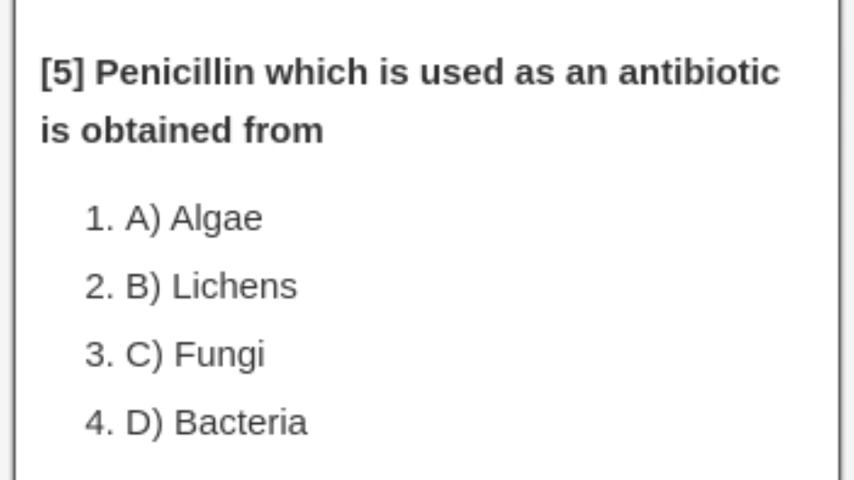 [5] Penicillin which is used as an antibiotic
is obtained from
1. A) Algae
2. B) Lichens
3. C) Fungi
4. D) Bacteria